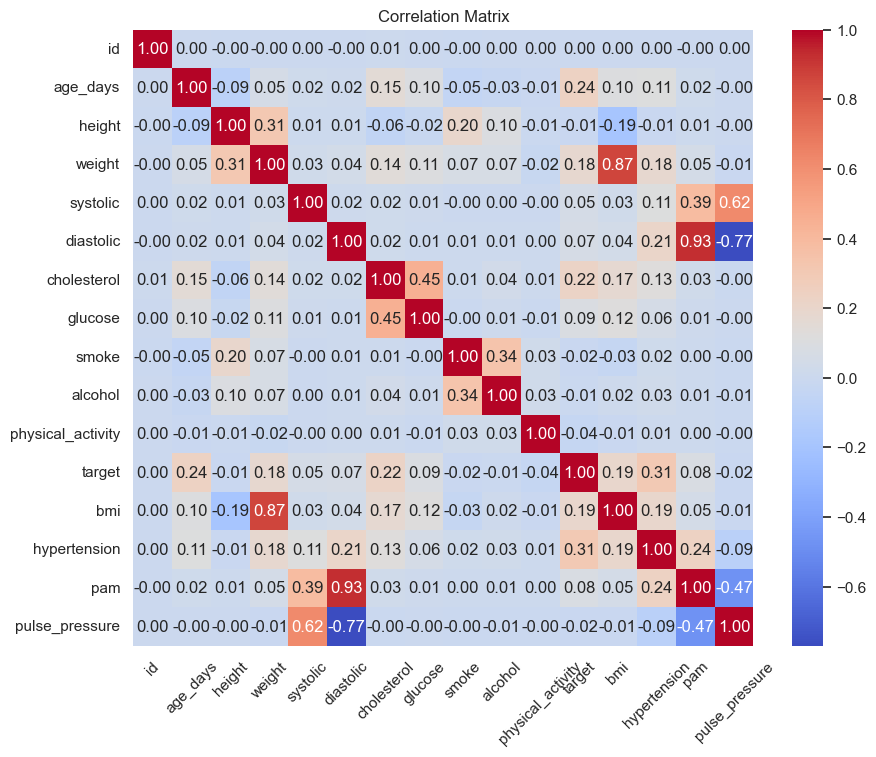 Correlation Matrix
id 1.00 0.00 -0.00 -0.00 0.00 -0.00 0.01 0.00 -0.00 0.00 0.00 0.00 0.00 0.00 -0.00 0.00
age_days 0.00 1.00 -0.09 0.05 0.02 0.02 0.15 0.10 -0.05 -0.03 -0.01 0.24 0.10 0.11 0.02 -0.00
height -0.00 -0.09 1.00 0.31 0.01 0.01 -0.06 -0.02 0.20 0.10 -0.01 -0.01 -0.19 -0.01 0.01 -0.00
weight -0.00 0.05 0.31 1.00 0.03 0.04 0.14 0.11 0.07 0.07 -0.02 0.18 0.87 0.18 0.05 -0.01
systolic 0.00 0.02 0.01 0.03 1.00 0.02 0.02 0.01 -0.00 0.00 -0.00 0.05 0.03 0.11 0.39 0.62
diastolic -0.00 0.02 0.01 0.04 0.02 1.00 0.02 0.01 0.01 0.01 0.00 0.07 0.04 0.21 0.93 -0.77
cholesterol 0.01 0.15 -0.06 0.14 0.02 0.02 1.00 0.45 0.01 0.04 0.01 0.22 0.17 0.13 0.03 -0.00
glucose 0.00 0.10 -0.02 0.11 0.01 0.01 0.45 1.00 -0.00 0.01 -0.01 0.09 0.12 0.06 0.01 -0.00
smoke -0.00 -0.05 0.20 0.07 -0.00 0.01 0.01 -0.00 1.00 0.34 0.03 -0.02 -0.03 0.02 0.00 -0.00
alcohol 0.00 -0.03 0.10 0.07 0.00 0.01 0.04 0.01 0.34 1.00 0.03 -0.01 0.02 0.03 0.01 -0.01
physical_activity 0.00 -0.01 -0.01 -0.02 -0.00 0.00 0.01 -0.01 0.03 0.03 1.00 -0.04 -0.01 0.01 0.00 -0.00
target 0.00 0.24 -0.01 0.18 0.05 0.07 0.22 0.09 -0.02 -0.01 -0.04 1.00 0.19 0.31 0.08 -0.02
bmi 0.00 0.10 -0.19 0.87 0.03 0.04 0.17 0.12 -0.03 0.02 -0.01 0.19 1.00 0.19 0.05 -0.01
hypertension 0.00 0.11 -0.01 0.18 0.11 0.21 0.13 0.06 0.02 0.03 0.01 0.31 0.19 1.00 0.24 -0.09
pam -0.00 0.02 0.01 0.05 0.39 0.93 0.03 0.01 0.00 0.01 0.00 0.08 0.05 0.24 1.00 -0.47
pulse_pressure 0.00 -0.00 -0.00 -0.01 0.62 -0.77 -0.00 -0.00 -0.00 -0.01 -0.00 -0.02 -0.01 -0.09 -0.47 1.00
id age_days height weight systolic diastolic cholesterol glucose smoke alcohol physical_activity target bmi hypertension pam pulse_pressure
1.0
0.8
0.6
0.4
0.2
0.0
−0.2
−0.4
−0.6